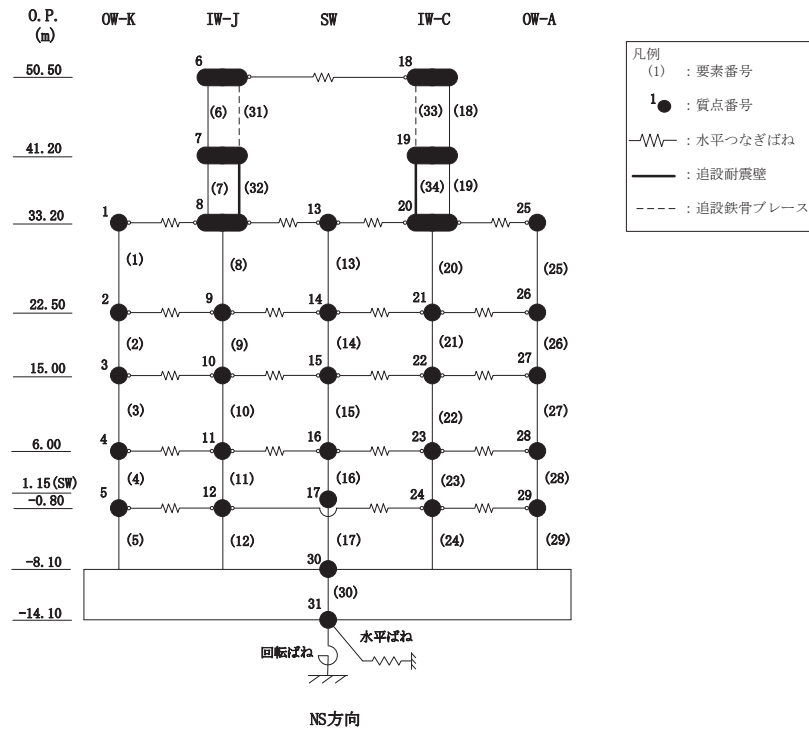 O.P.
(m)
OW-K IW-J SW IW-C OW-A
凡例
(1) : 要素番号
1 : 質点番号
: 水平つなぎばね
: 追設耐震壁
: 追設鉄骨ブレース
6 18
50.50
(6) (31) (33) (18)
7 19
41.20
(7) (32) (34) (19)
1 8 13 20 25
33.20
(1) (8) (13) (20) (25)
2 9 14 21 26
22.50
(2) (9) (14) (21) (26)
3 10 15 22 27
15.00
(3) (10) (15) (22) (27)
4 11 16 23 28
6.00
(4) (11) (16) (23) (28)
1.15(SW)
5 12 17 24 29
-0.80
(5) (12) (17) (24) (29)
30
-8.10
(30)
31
-14.10
水平ばね
回転ばね
NS方向